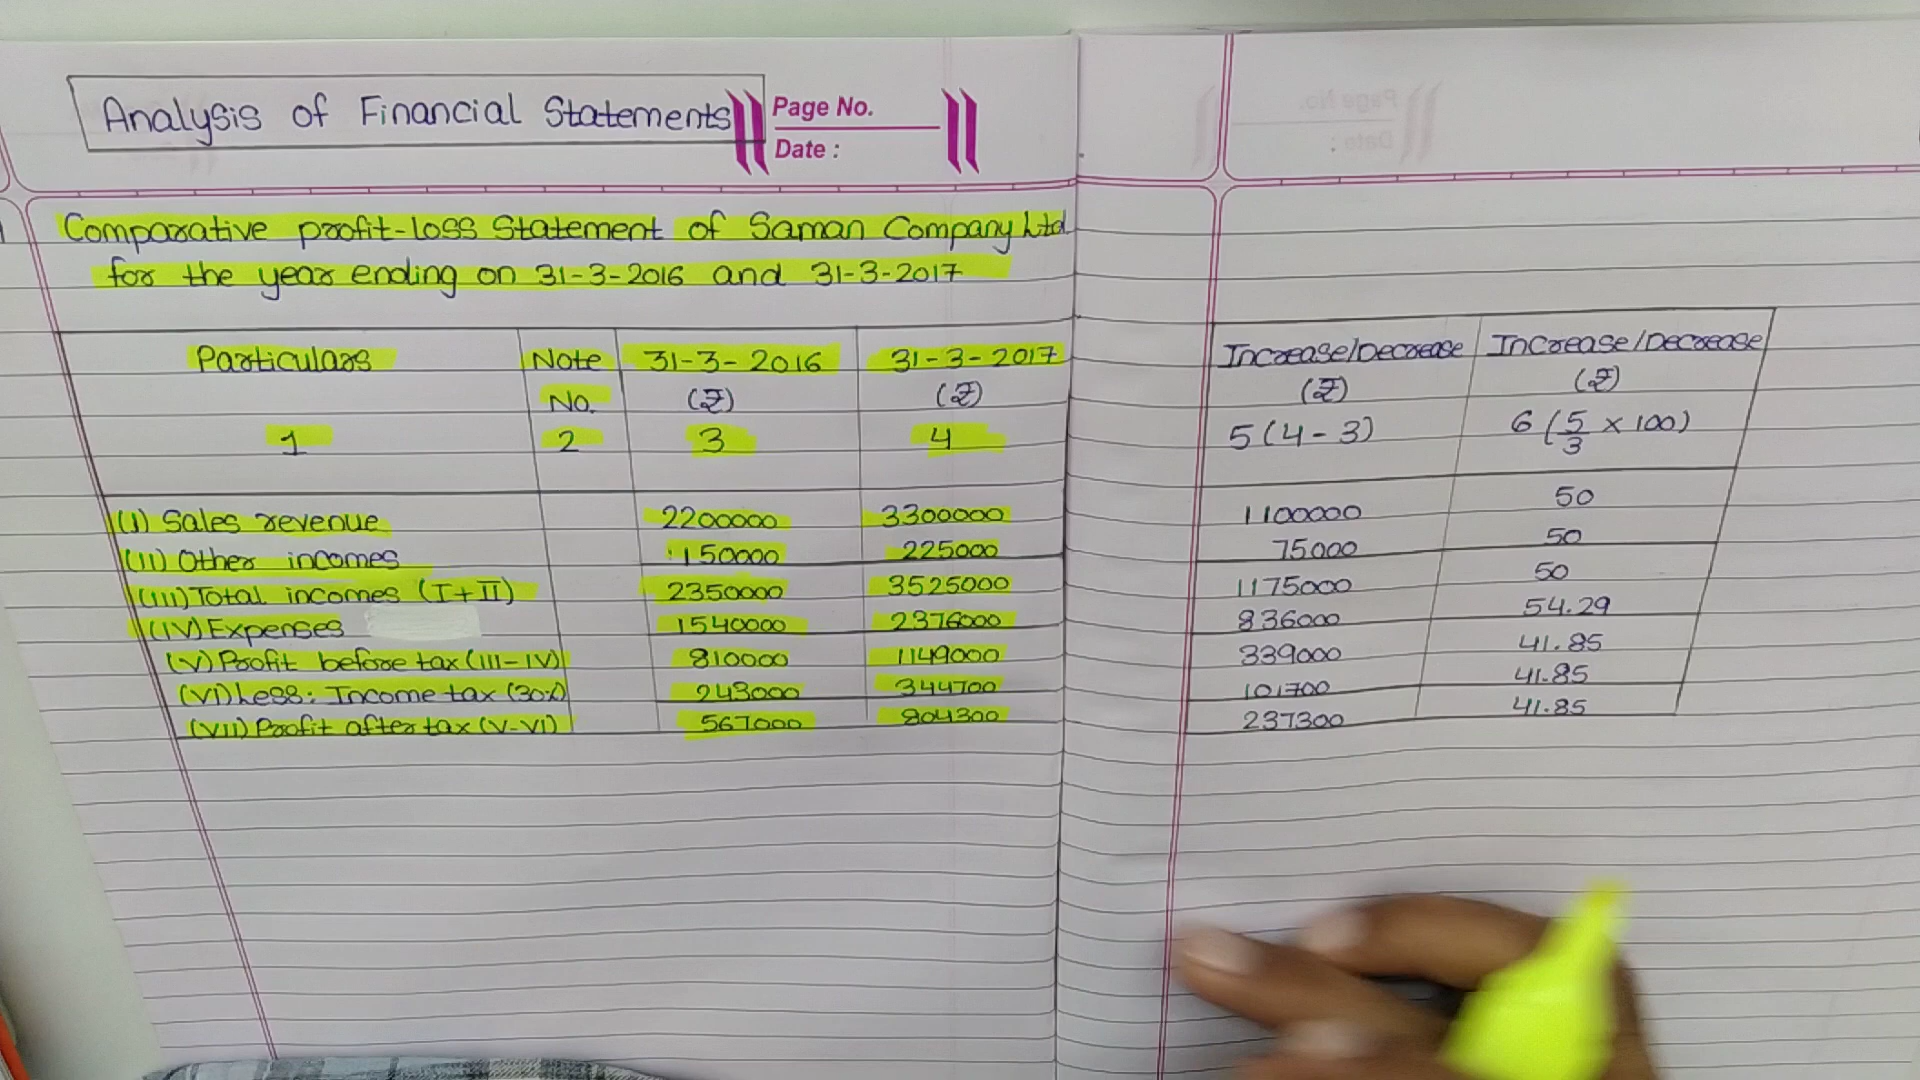 Analysis of Financial Statements
Page No.
Date :
Comparative profit-loss Statement of Saman Company Ltd.
for the year ending on 31-3-2016 and 31-3-2017
Particulars Note 31-3-2016 31-3-2017 Increase/Decrease Increase/Decrease
No. (₹) (₹) (₹) (₹)
1 2 3 4 5 (4-3) 6 (5/3 × 100)
(I) Sales revenue 2200000 3300000 1100000 50
(II) Other incomes 150000 225000 75000 50
(III) Total incomes (I+II) 2350000 3525000 1175000 50
(IV) Expenses 1540000 2376000 836000 54.29
(V) Profit before tax (III-IV) 810000 1149000 339000 41.85
(VI) Less: Income tax (30%) 243000 344700 101700 41.85
(VII) Profit after tax (V-VI) 567000 804300 237300 41.85